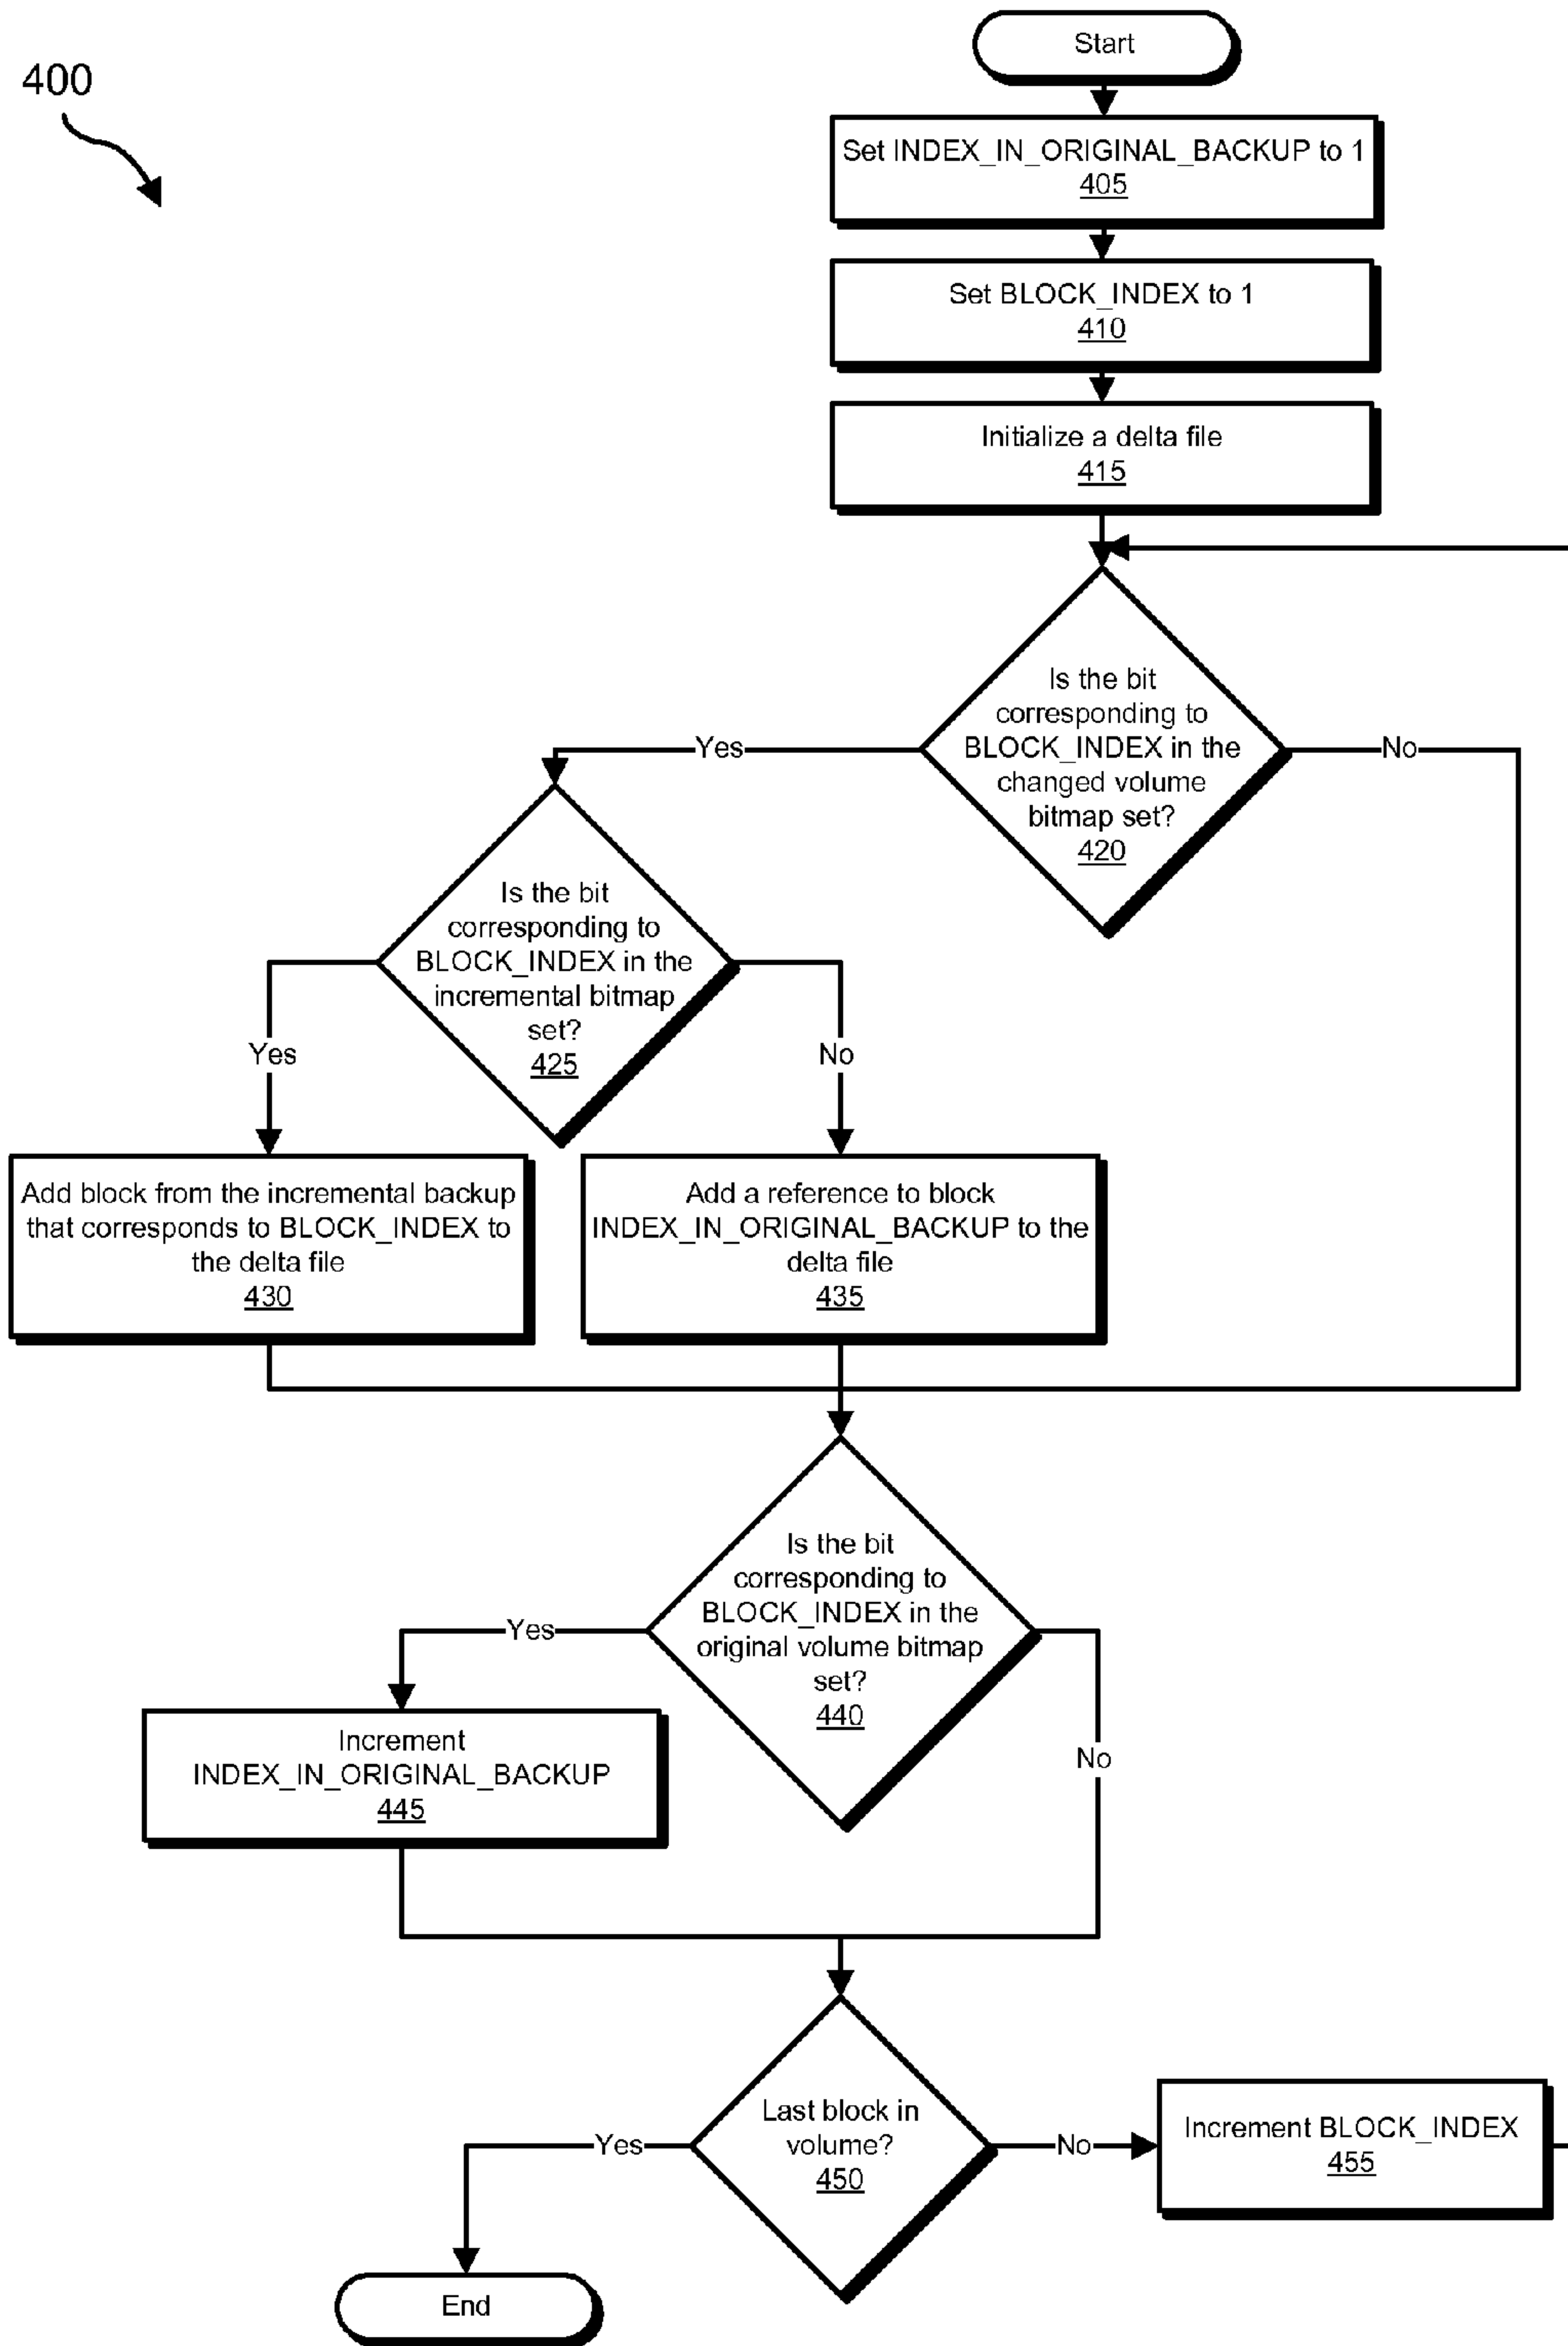 400
Start
Set INDEX_IN_ORIGINAL_BACKUP to 1
405
Set BLOCK_INDEX to 1
410
Initialize a delta file
415
Is the bit
corresponding to
BLOCK_INDEX in the
changed volume
bitmap set?
420
Yes
No
Is the bit
corresponding to
BLOCK_INDEX in the
incremental bitmap
set?
425
Yes
No
Add block from the incremental backup
that corresponds to BLOCK_INDEX to
the delta file
430
Add a reference to block
INDEX_IN_ORIGINAL_BACKUP to the
delta file
435
Is the bit
corresponding to
BLOCK_INDEX in the
original volume bitmap
set?
440
Yes
No
Increment
INDEX_IN_ORIGINAL_BACKUP
445
Last block in
volume?
450
Yes
No
Increment BLOCK_INDEX
455
End